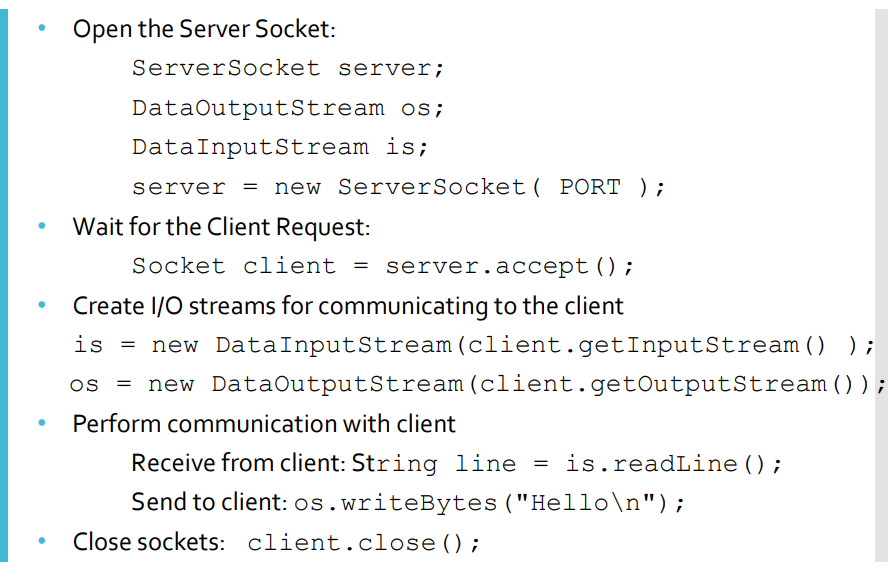 • Open the Server Socket:
ServerSocket server;
DataOutputStream os;
DataInputStream is;
server = new ServerSocket( PORT );
• Wait for the Client Request:
Socket client = server.accept();
• Create I/O streams for communicating to the client
is = new DataInputStream(client.getInputStream() );
os = new DataOutputStream(client.getOutputStream());
• Perform communication with client
Receive from client: String line = is.readLine();
Send to client: os.writeBytes("Hello\n");
• Close sockets: client.close();